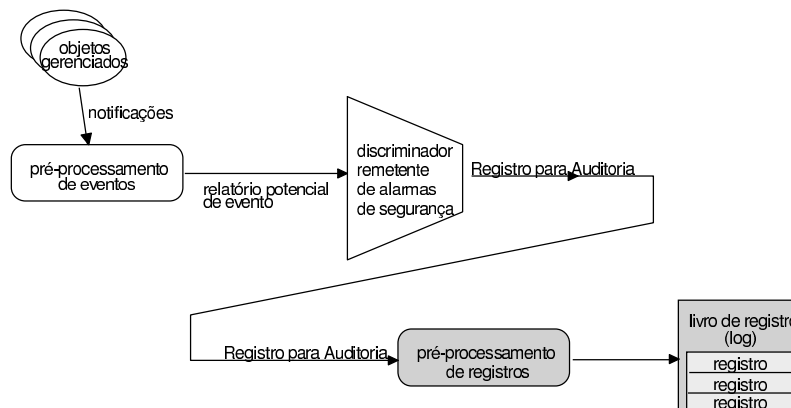 objetos
gerenciados
notificações
pré-processamento
de eventos
relatório potencial
de evento
discriminador
remetente
de alarmas
de segurança
Registro para Auditoria
Registro para Auditoria
pré-processamento
de registros
livro de registro
(log)
registro
registro
registro